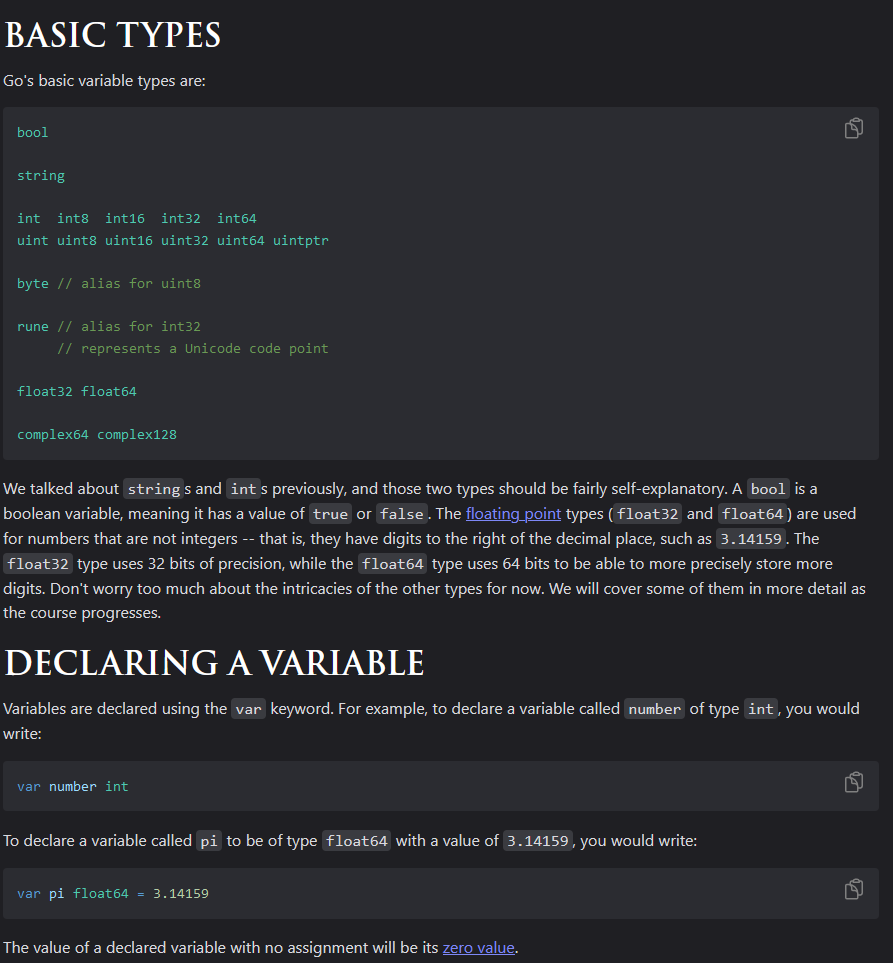 BASIC TYPES
Go's basic variable types are:
bool
string
int  int8  int16  int32  int64
uint uint8 uint16 uint32 uint64 uintptr
byte // alias for uint8
rune // alias for int32
     // represents a Unicode code point
float32 float64
complex64 complex128
We talked about strings and ints previously, and those two types should be fairly self-explanatory. A bool is a
boolean variable, meaning it has a value of true or false. The floating point types (float32 and float64) are used
for numbers that are not integers -- that is, they have digits to the right of the decimal place, such as 3.14159. The
float32 type uses 32 bits of precision, while the float64 type uses 64 bits to be able to more precisely store more
digits. Don't worry too much about the intricacies of the other types for now. We will cover some of them in more detail as
the course progresses.
DECLARING A VARIABLE
Variables are declared using the var keyword. For example, to declare a variable called number of type int, you would
write:
var number int
To declare a variable called pi to be of type float64 with a value of 3.14159, you would write:
var pi float64 = 3.14159
The value of a declared variable with no assignment will be its zero value.